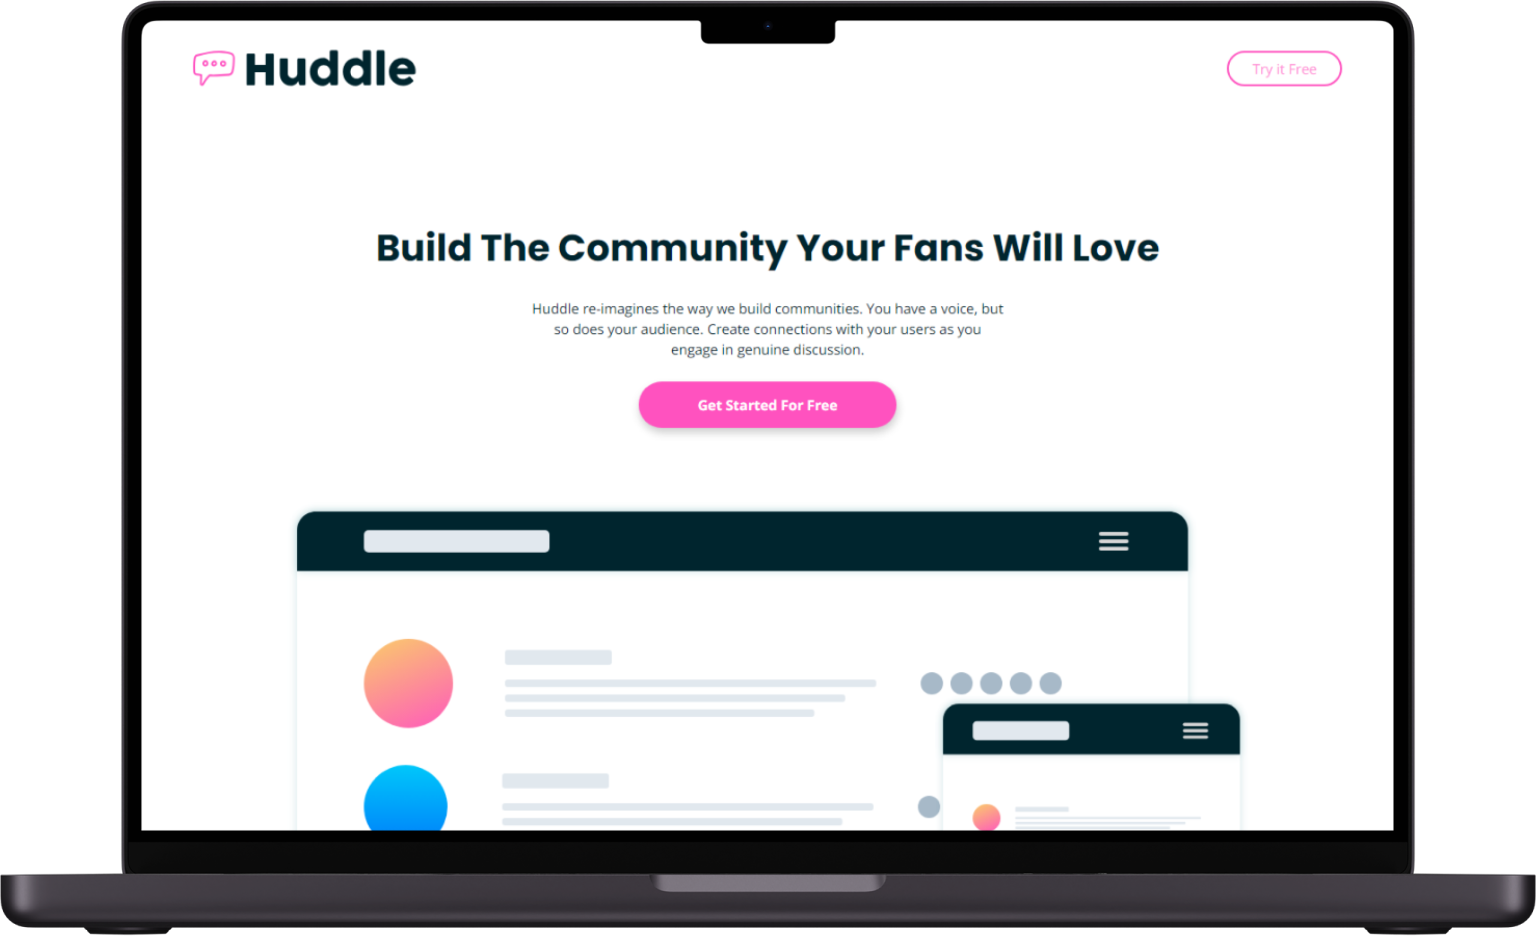 Huddle
Try it Free
Build The Community Your Fans Will Love
Huddle re-imagines the way we build communities. You have a voice, but
so does your audience. Create connections with your users as you
engage in genuine discussion.
Get Started For Free